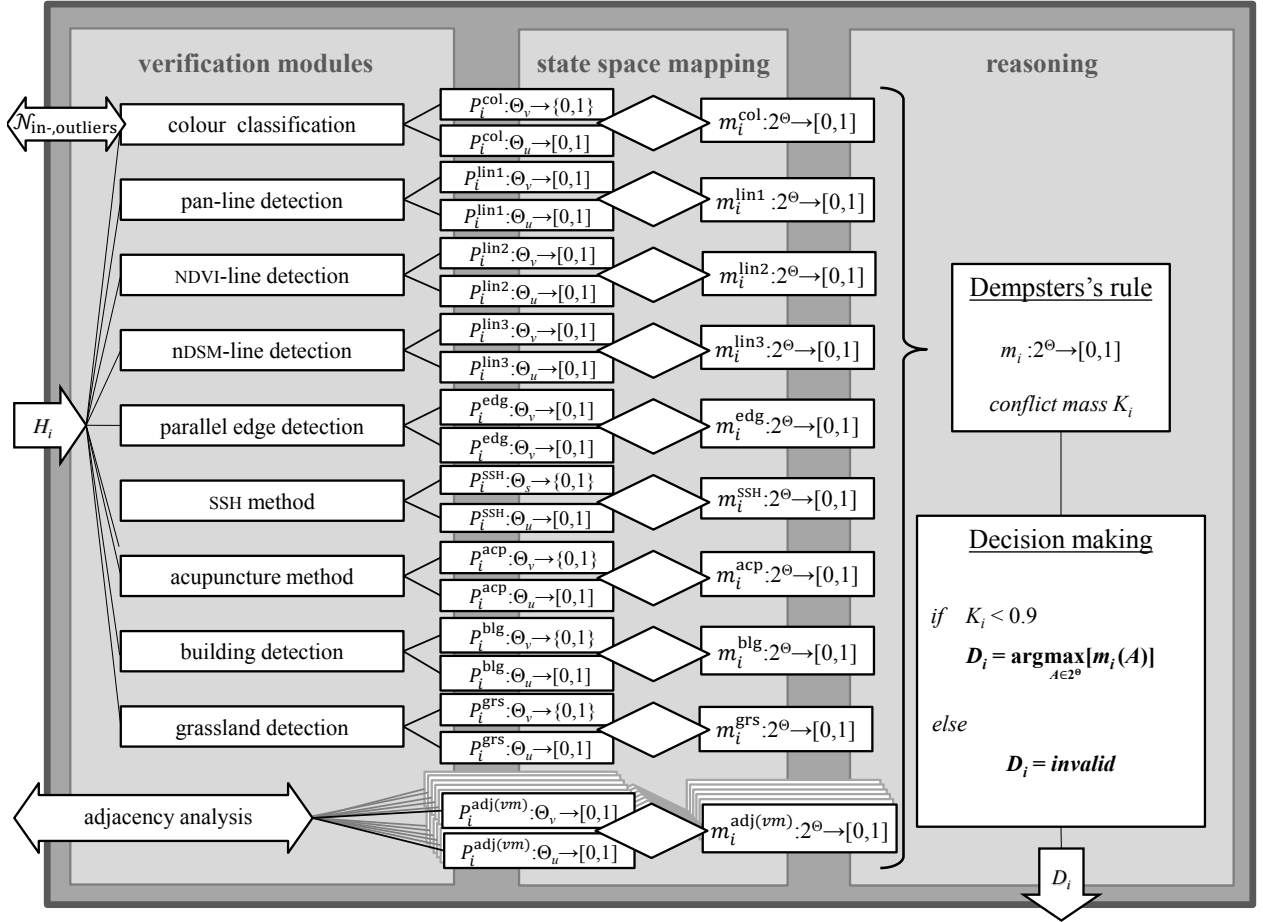 verification modules
state space mapping
reasoning
𝒩in-,outliers
colour classification
P_i^col:Θ_v→{0,1}
P_i^col:Θ_u→[0,1]
m_i^col:2^Θ→[0,1]
pan-line detection
P_i^lin1:Θ_v→[0,1]
P_i^lin1:Θ_u→[0,1]
m_i^lin1:2^Θ→[0,1]
NDVI-line detection
P_i^lin2:Θ_v→[0,1]
P_i^lin2:Θ_u→[0,1]
m_i^lin2:2^Θ→[0,1]
nDSM-line detection
P_i^lin3:Θ_v→[0,1]
P_i^lin3:Θ_u→[0,1]
m_i^lin3:2^Θ→[0,1]
H_i
parallel edge detection
P_i^edg:Θ_v→[0,1]
P_i^edg:Θ_u→[0,1]
m_i^edg:2^Θ→[0,1]
SSH method
P_i^SSH:Θ_s→{0,1}
P_i^SSH:Θ_u→[0,1]
m_i^SSH:2^Θ→[0,1]
acupuncture method
P_i^acp:Θ_v→{0,1}
P_i^acp:Θ_u→[0,1]
m_i^acp:2^Θ→[0,1]
building detection
P_i^blg:Θ_v→{0,1}
P_i^blg:Θ_u→[0,1]
m_i^blg:2^Θ→[0,1]
grassland detection
P_i^grs:Θ_v→{0,1}
P_i^grs:Θ_u→[0,1]
m_i^grs:2^Θ→[0,1]
adjacency analysis
P_i^adj(vm):Θ_v→[0,1]
P_i^adj(vm):Θ_u→[0,1]
m_i^adj(vm):2^Θ→[0,1]
Dempsters's rule
m_i :2^Θ→[0,1]
conflict mass K_i
Decision making
if K_i < 0.9
D_i = argmax[m_i(A)]
A∈2^Θ
else
D_i = invalid
D_i